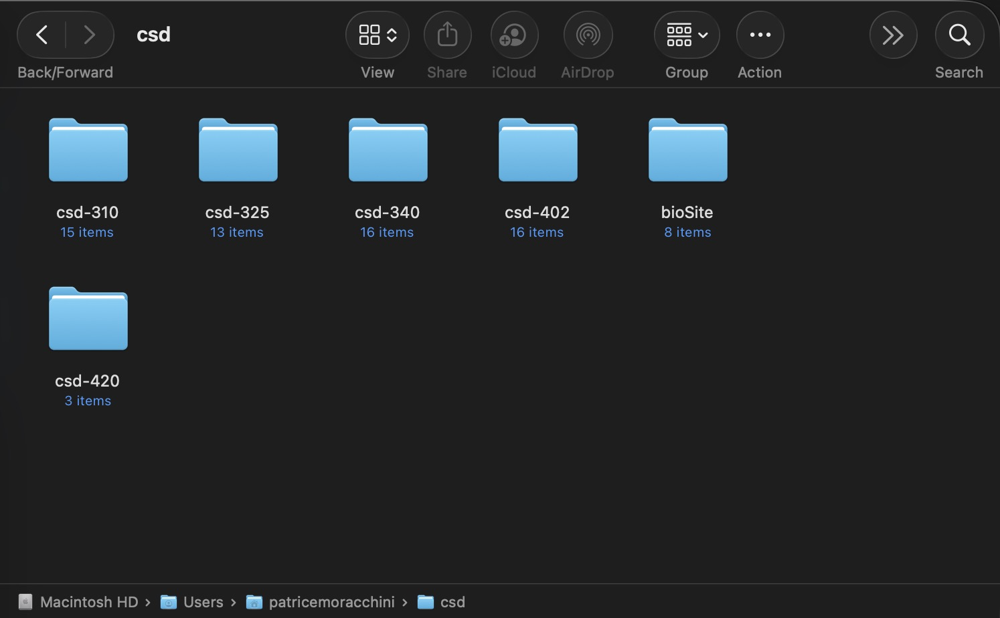 csd
Back/Forward
View
Share
iCloud
AirDrop
Group
Action
Search
csd-310
15 items
csd-325
13 items
csd-340
16 items
csd-402
16 items
bioSite
8 items
csd-420
3 items
Macintosh HD › Users › patricemoracchini › csd